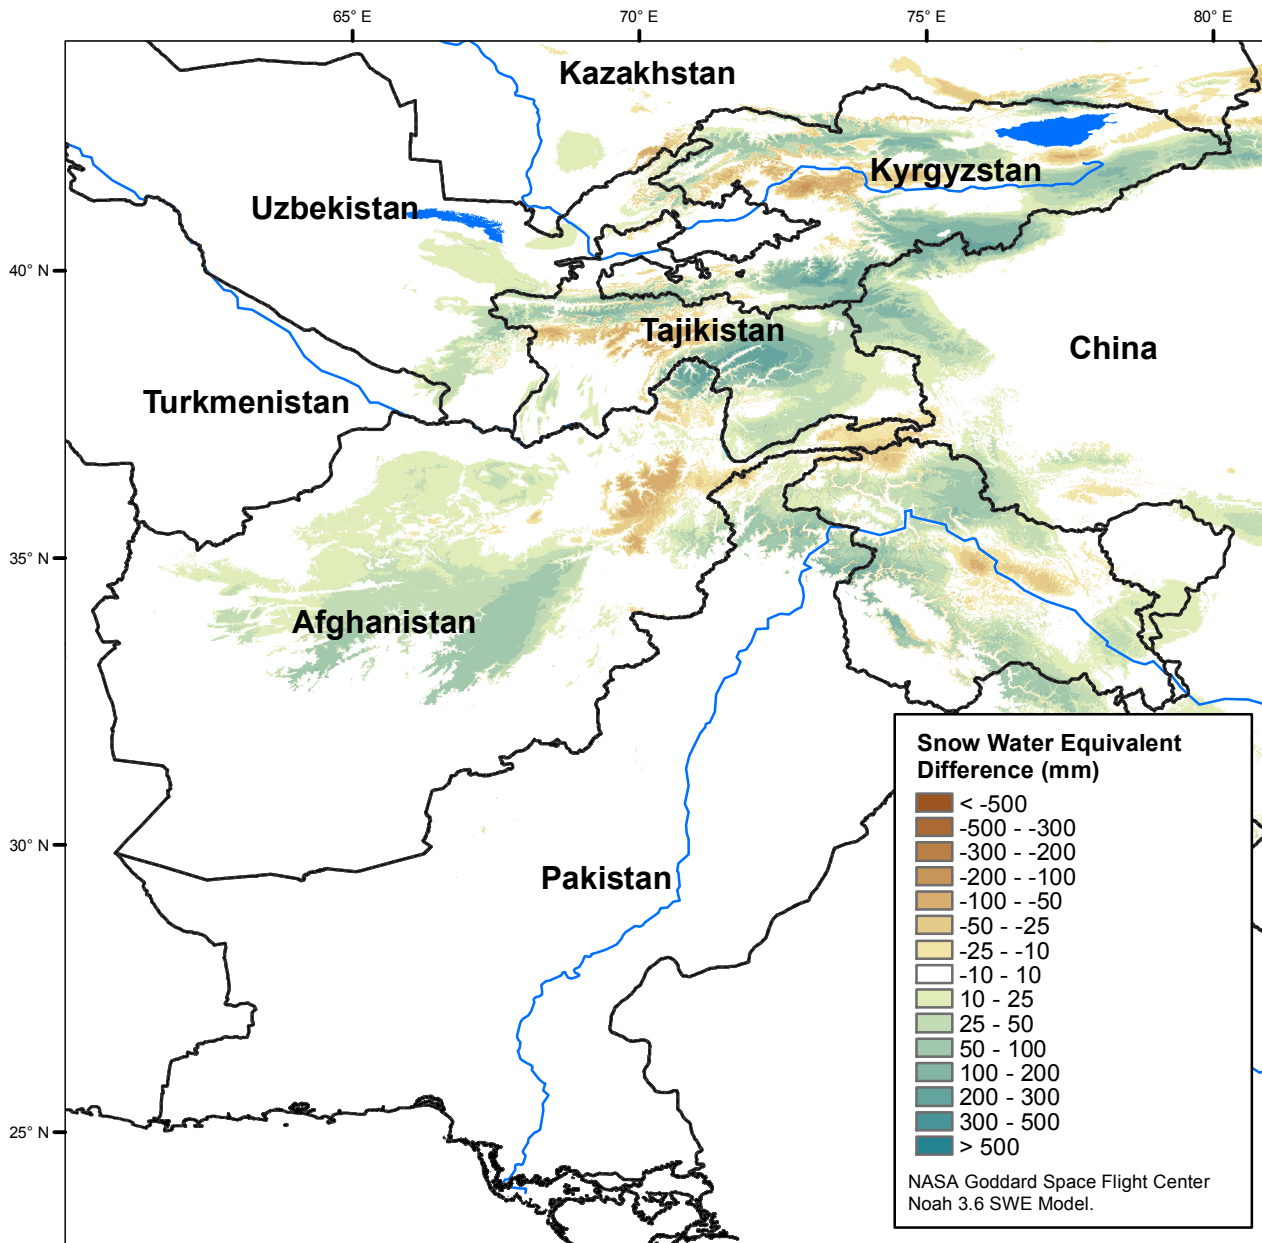 65° E
70° E
75° E
80° E
Kazakhstan
Kyrgyzstan
Uzbekistan
40° N
Tajikistan
China
Turkmenistan
35° N
Afghanistan
30° N
Pakistan
25° N
Snow Water Equivalent
Difference (mm)
< -500
-500 - -300
-300 - -200
-200 - -100
-100 - -50
-50 - -25
-25 - -10
-10 - 10
10 - 25
25 - 50
50 - 100
100 - 200
200 - 300
300 - 500
> 500
NASA Goddard Space Flight Center
Noah 3.6 SWE Model.